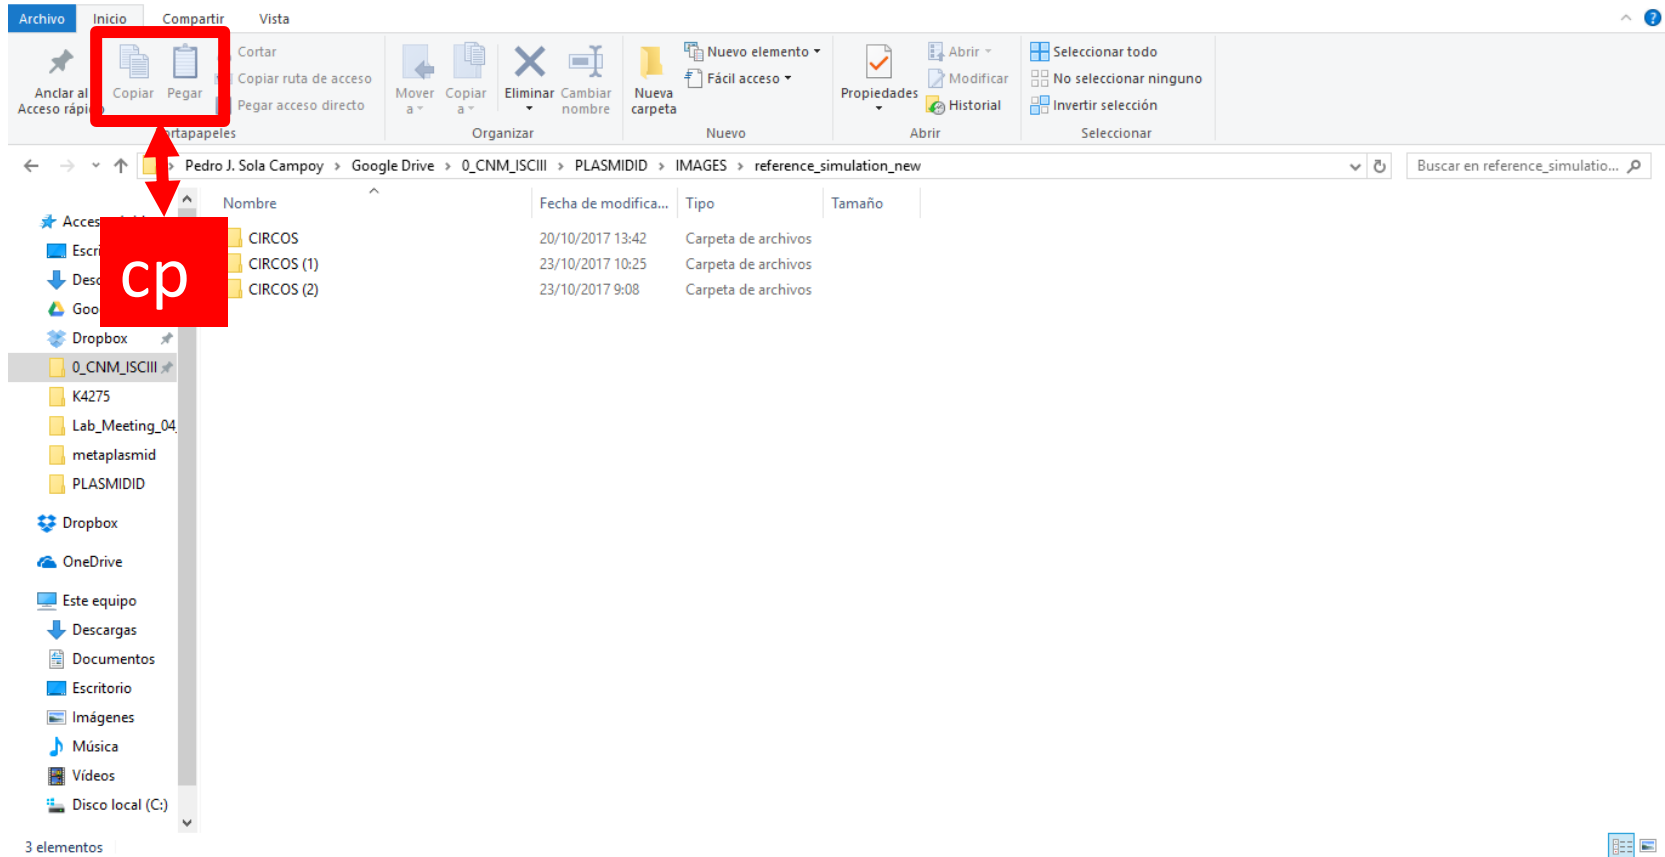 Archivo Inicio Compartir Vista
Anclar al
Acceso rápido
Copiar
Pegar
Cortar
Copiar ruta de acceso
Pegar acceso directo
Mover
a
Copiar
a
Eliminar
Cambiar
nombre
Nueva
carpeta
Nuevo elemento
Fácil acceso
Propiedades
Abrir
Modificar
Historial
Seleccionar todo
No seleccionar ninguno
Invertir selección
Organizar
Nuevo
Abrir
Seleccionar
Pedro J. Sola Campoy > Google Drive > 0_CNM_ISCIII > PLASMIDID > IMAGES > reference_simulation_new
Buscar en reference_simulatio...
Nombre Fecha de modifica... Tipo Tamaño
CIRCOS 20/10/2017 13:42 Carpeta de archivos
CIRCOS (1) 23/10/2017 10:25 Carpeta de archivos
CIRCOS (2) 23/10/2017 9:08 Carpeta de archivos
cp
Dropbox
0_CNM_ISCIII
K4275
Lab_Meeting_04_
metaplasmid
PLASMIDID
Dropbox
OneDrive
Este equipo
Descargas
Documentos
Escritorio
Imágenes
Música
Vídeos
Disco local (C:)
3 elementos